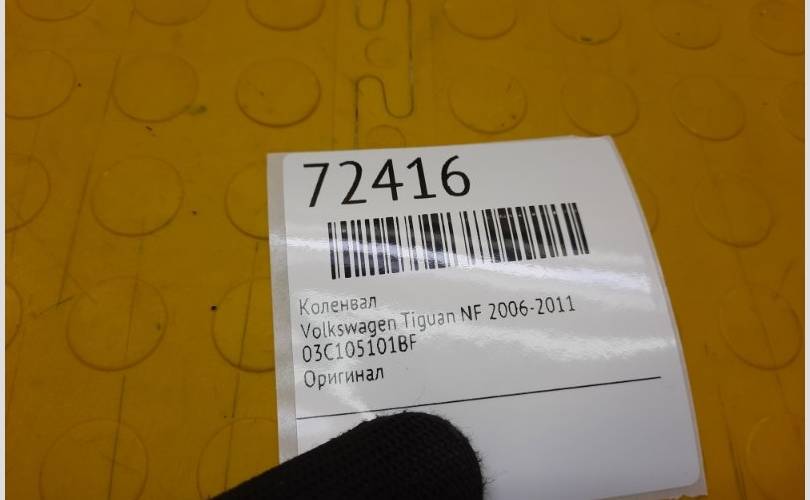 72416
Коленвал
Volkswagen Tiguan NF 2006-2011
03C105101BF
Оригинал